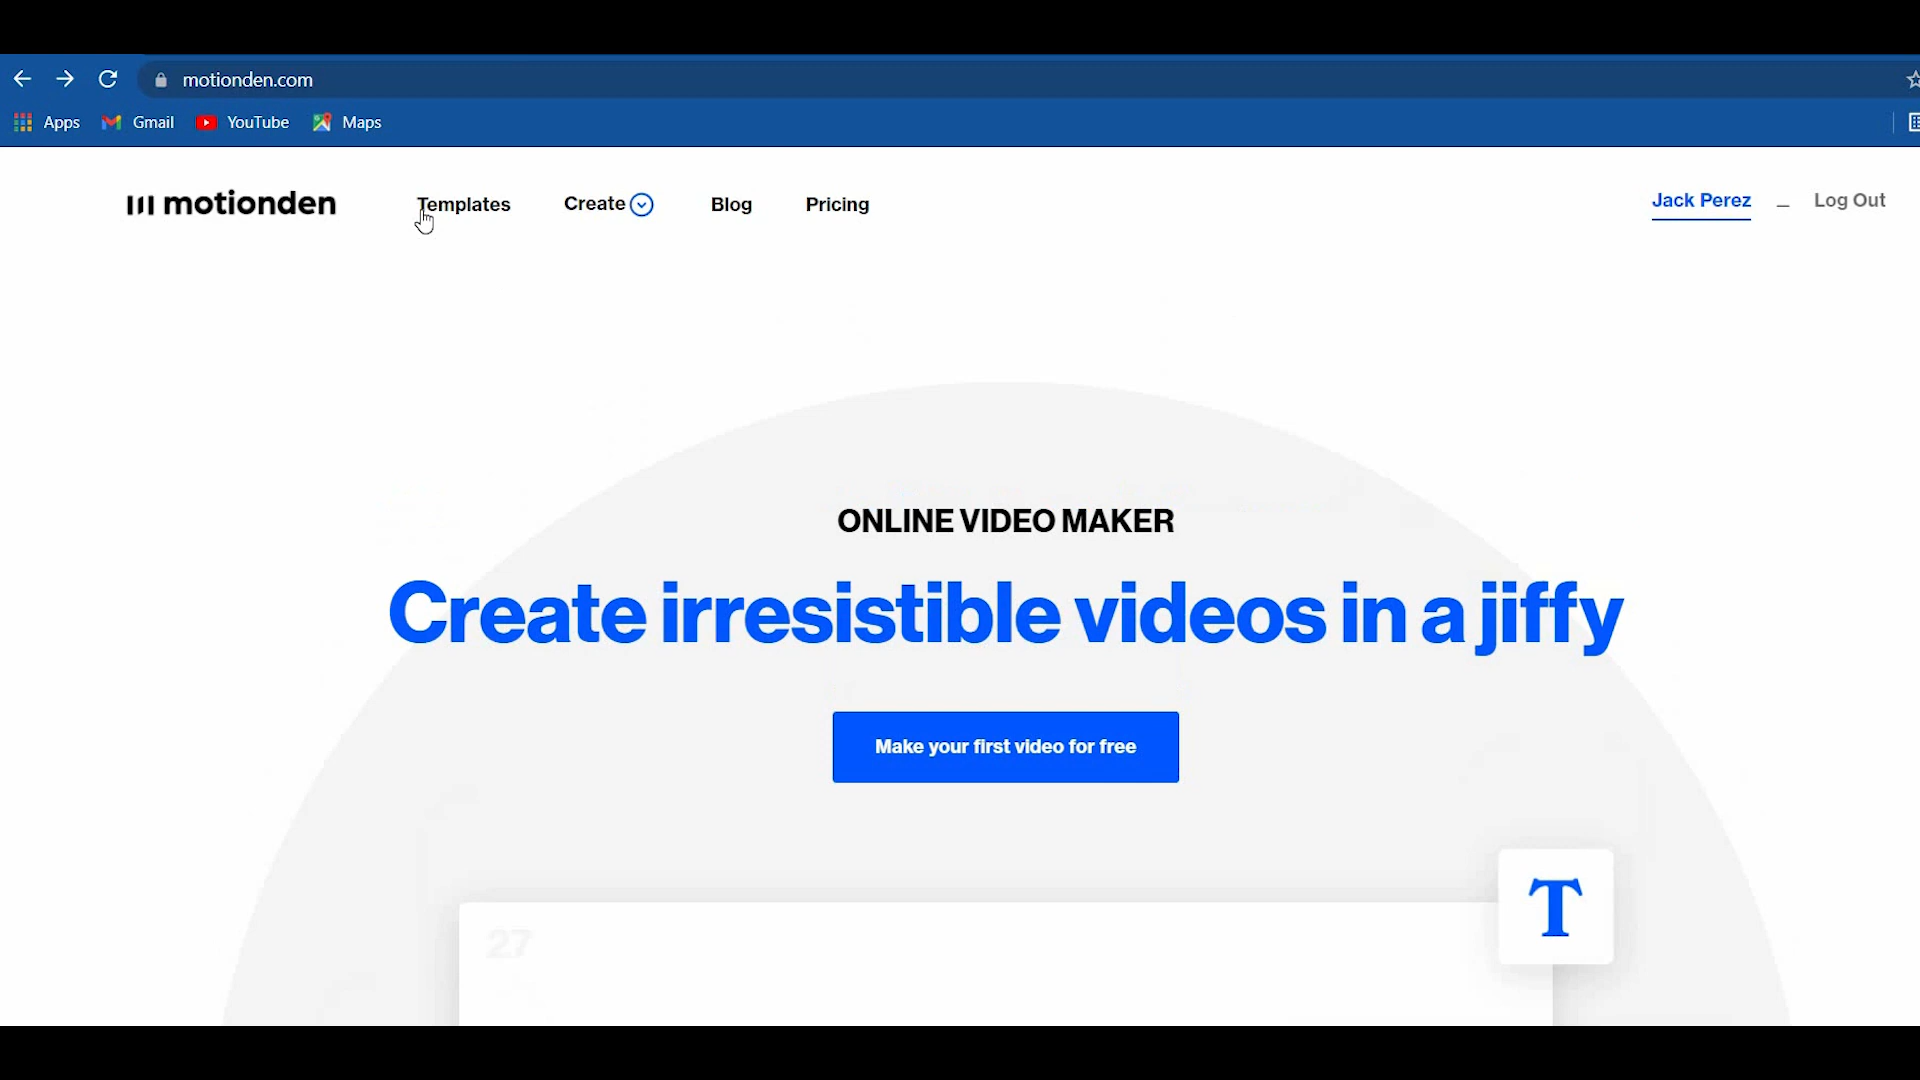 motionden.com
Apps Gmail YouTube Maps
motionden Templates Create Blog Pricing Jack Perez _ Log Out
ONLINE VIDEO MAKER
Create irresistible videos in a jiffy
Make your first video for free
T
27